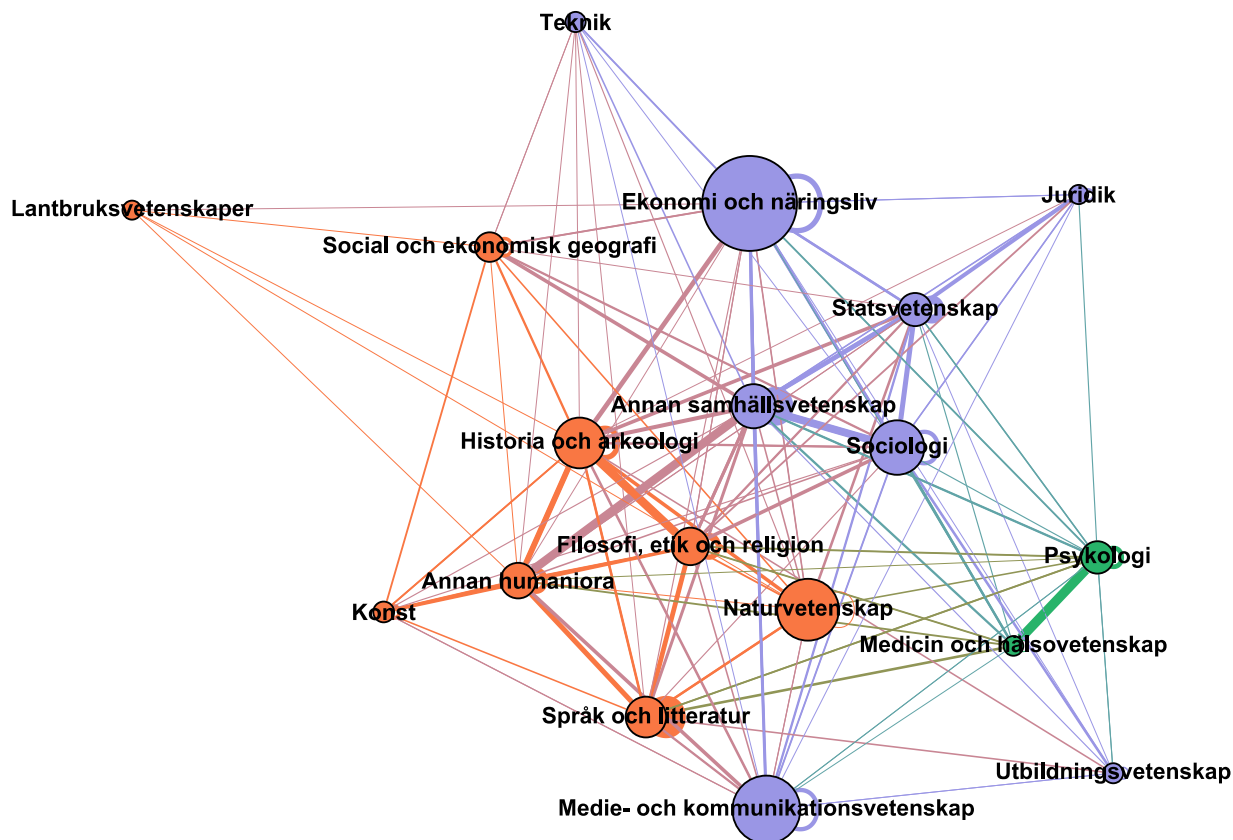 Teknik
Ekonomi och näringsliv
Juridik
Lantbruksvetenskaper
Social och ekonomisk geografi
Statsvetenskap
Annan samhällsvetenskap
Historia och arkeologi
Sociologi
Filosofi, etik och religion
Psykologi
Annan humaniora
Naturvetenskap
Konst
Medicin och hälsovetenskap
Språk och litteratur
Utbildningsvetenskap
Medie- och kommunikationsvetenskap